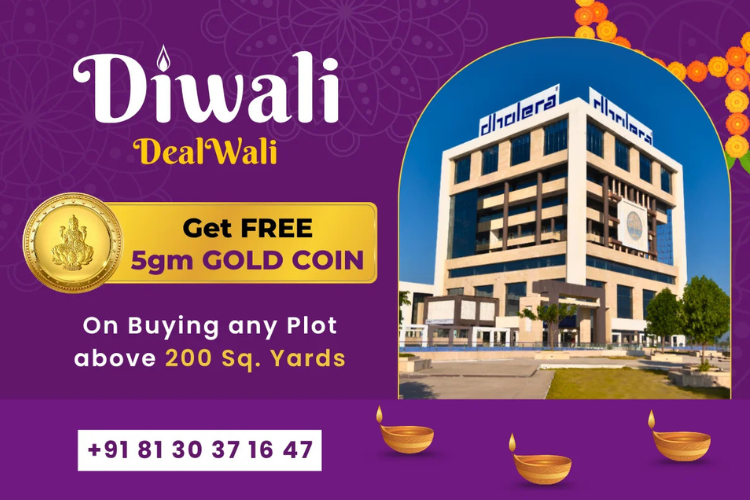 Diwali
DealWali
Get FREE
5gm GOLD COIN
On Buying any Plot
above 200 Sq. Yards
+91 81 30 37 16 47
dholera
dholera